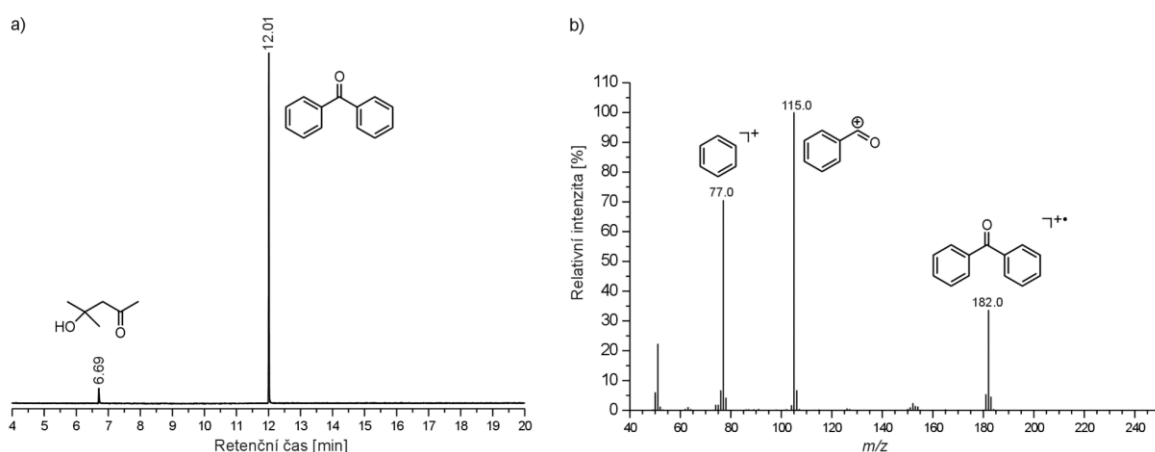 a)
12.01
O
HO
O
6.69
4 5 6 7 8 9 10 11 12 13 14 15 16 17 18 19 20
Retenční čas [min]
b)
110
100
90
80
70
60
50
40
30
20
10
0
Relativní intenzita [%]
77.0
+
115.0
+
O
O
+•
182.0
40 60 80 100 120 140 160 180 200 220 240
m/z